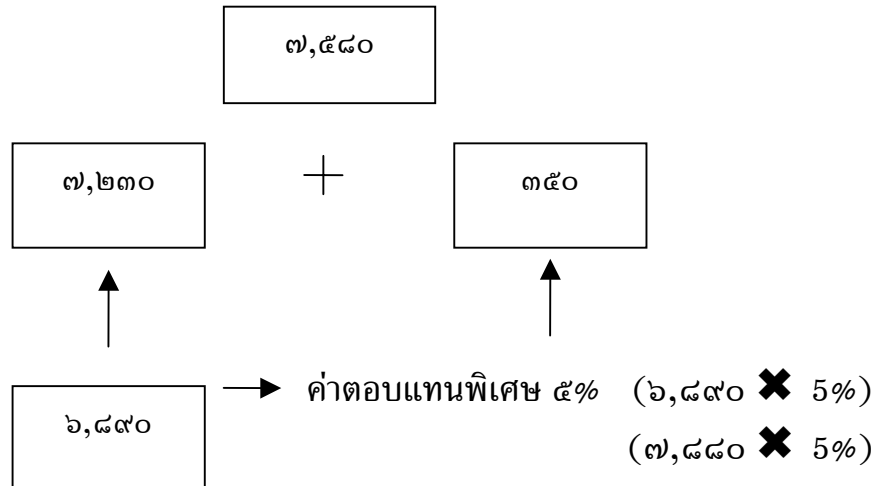 ๗,๕๘๐
๗,๒๓๐ + ๓๕๐
ค่าตอบแทนพิเศษ ๕% (๖,๘๙๐ ✖ 5%)
๖,๘๙๐
(๗,๘๘๐ ✖ 5%)